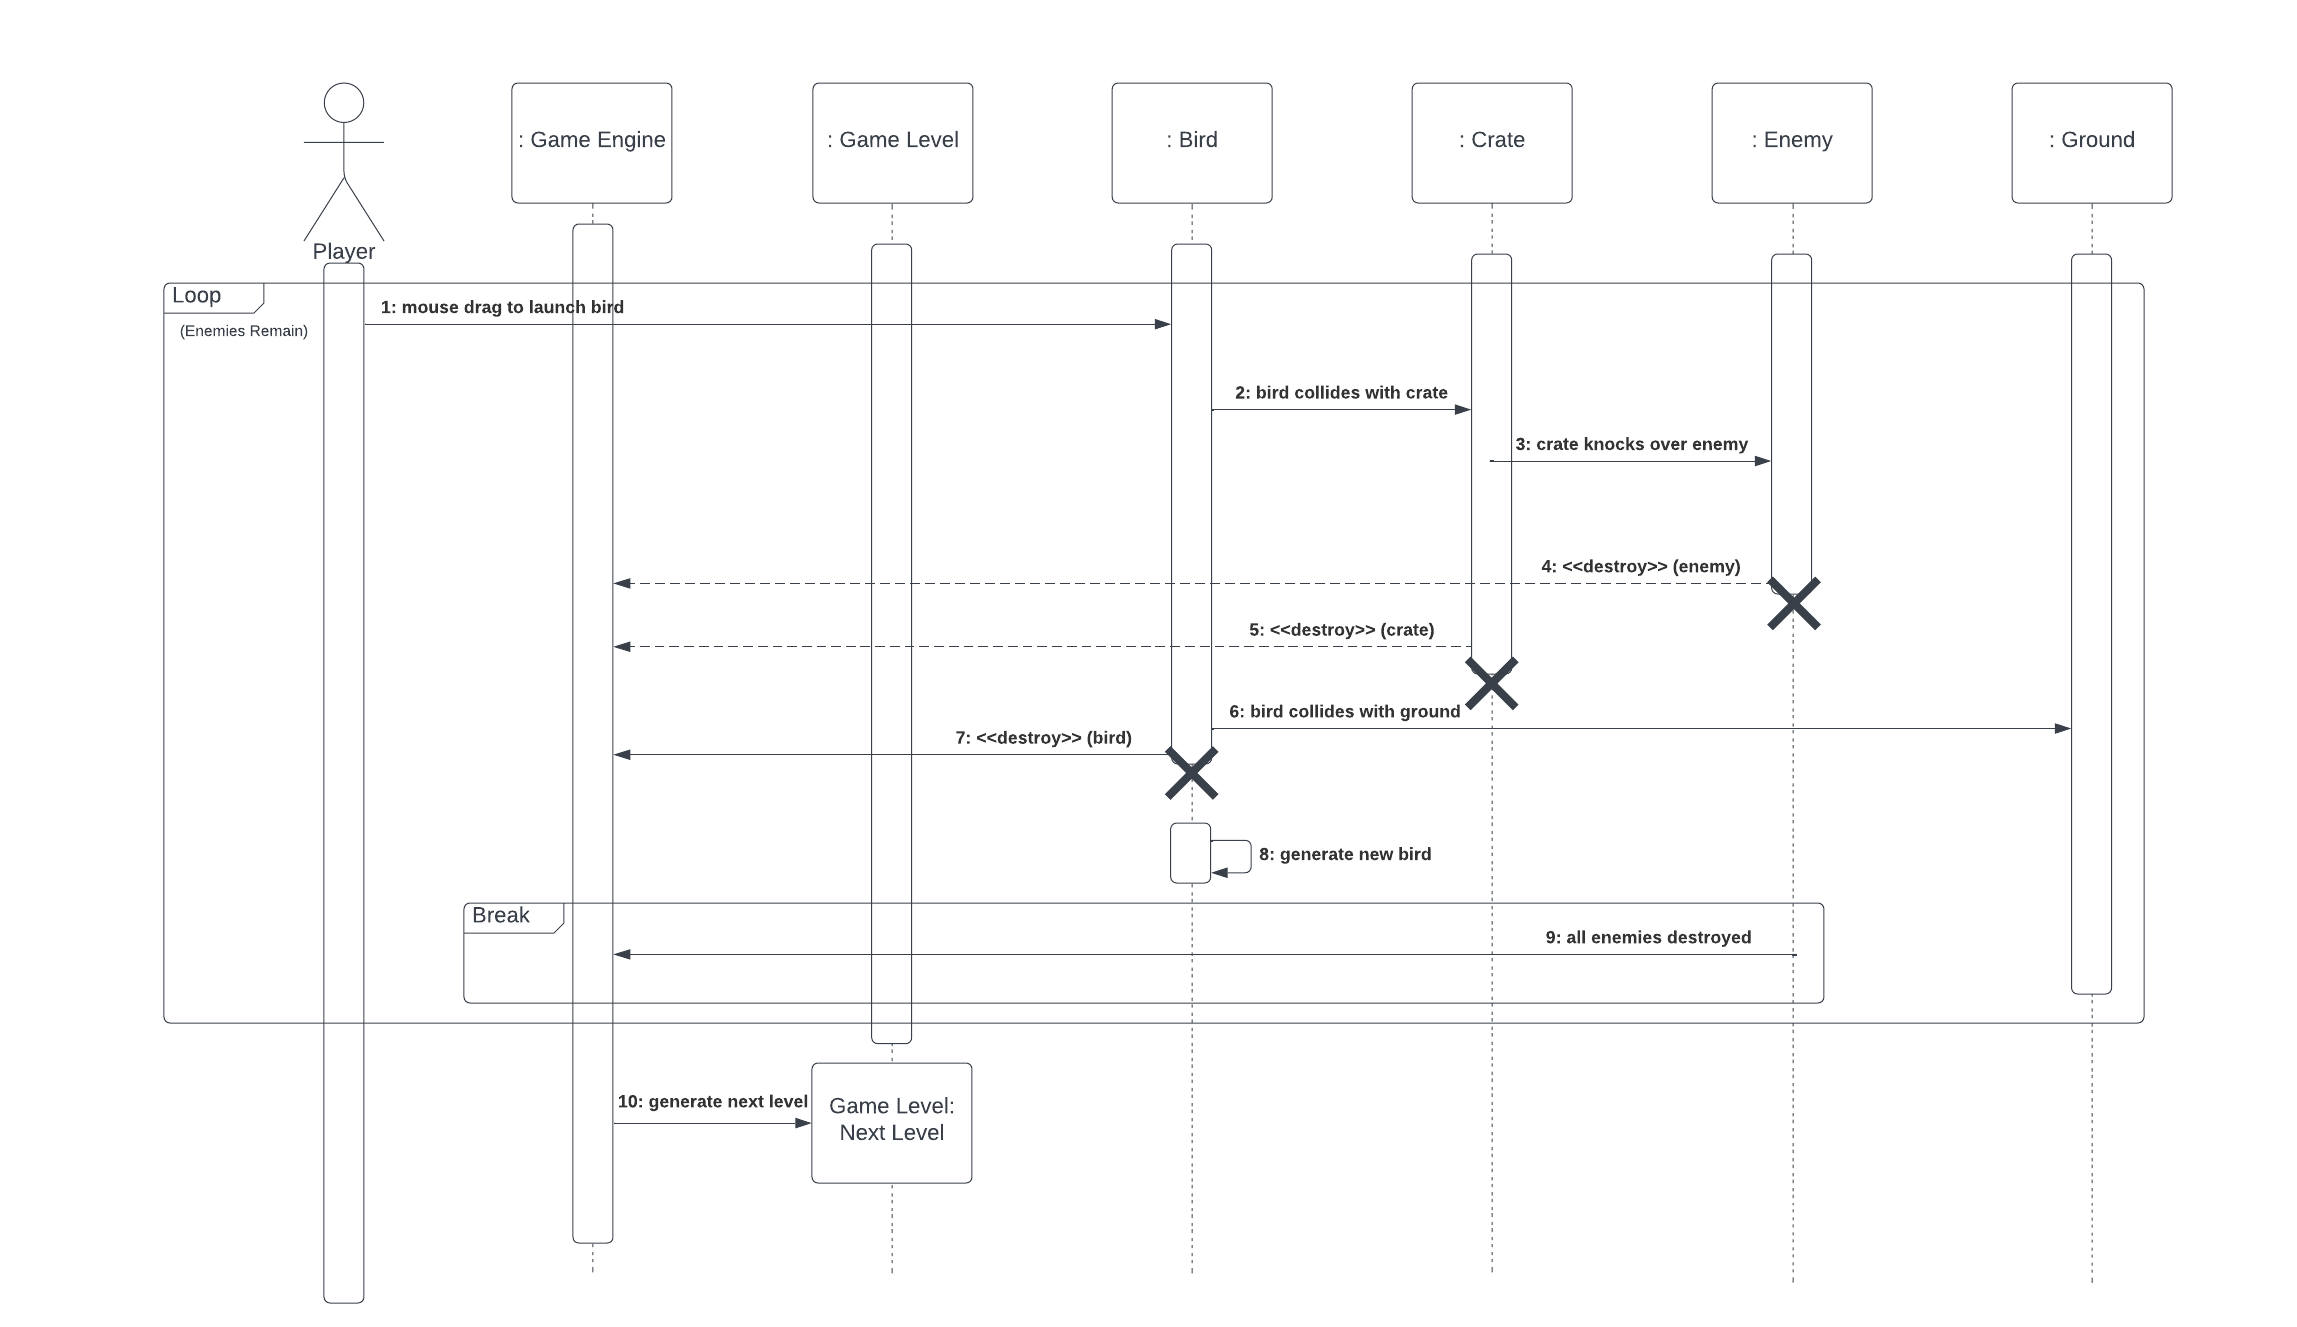 : Game Engine
: Game Level
: Bird
: Crate
: Enemy
: Ground
Player
Loop
(Enemies Remain)
1: mouse drag to launch bird
2: bird collides with crate
3: crate knocks over enemy
4: <<destroy>> (enemy)
5: <<destroy>> (crate)
6: bird collides with ground
7: <<destroy>> (bird)
8: generate new bird
Break
9: all enemies destroyed
10: generate next level
Game Level:
Next Level